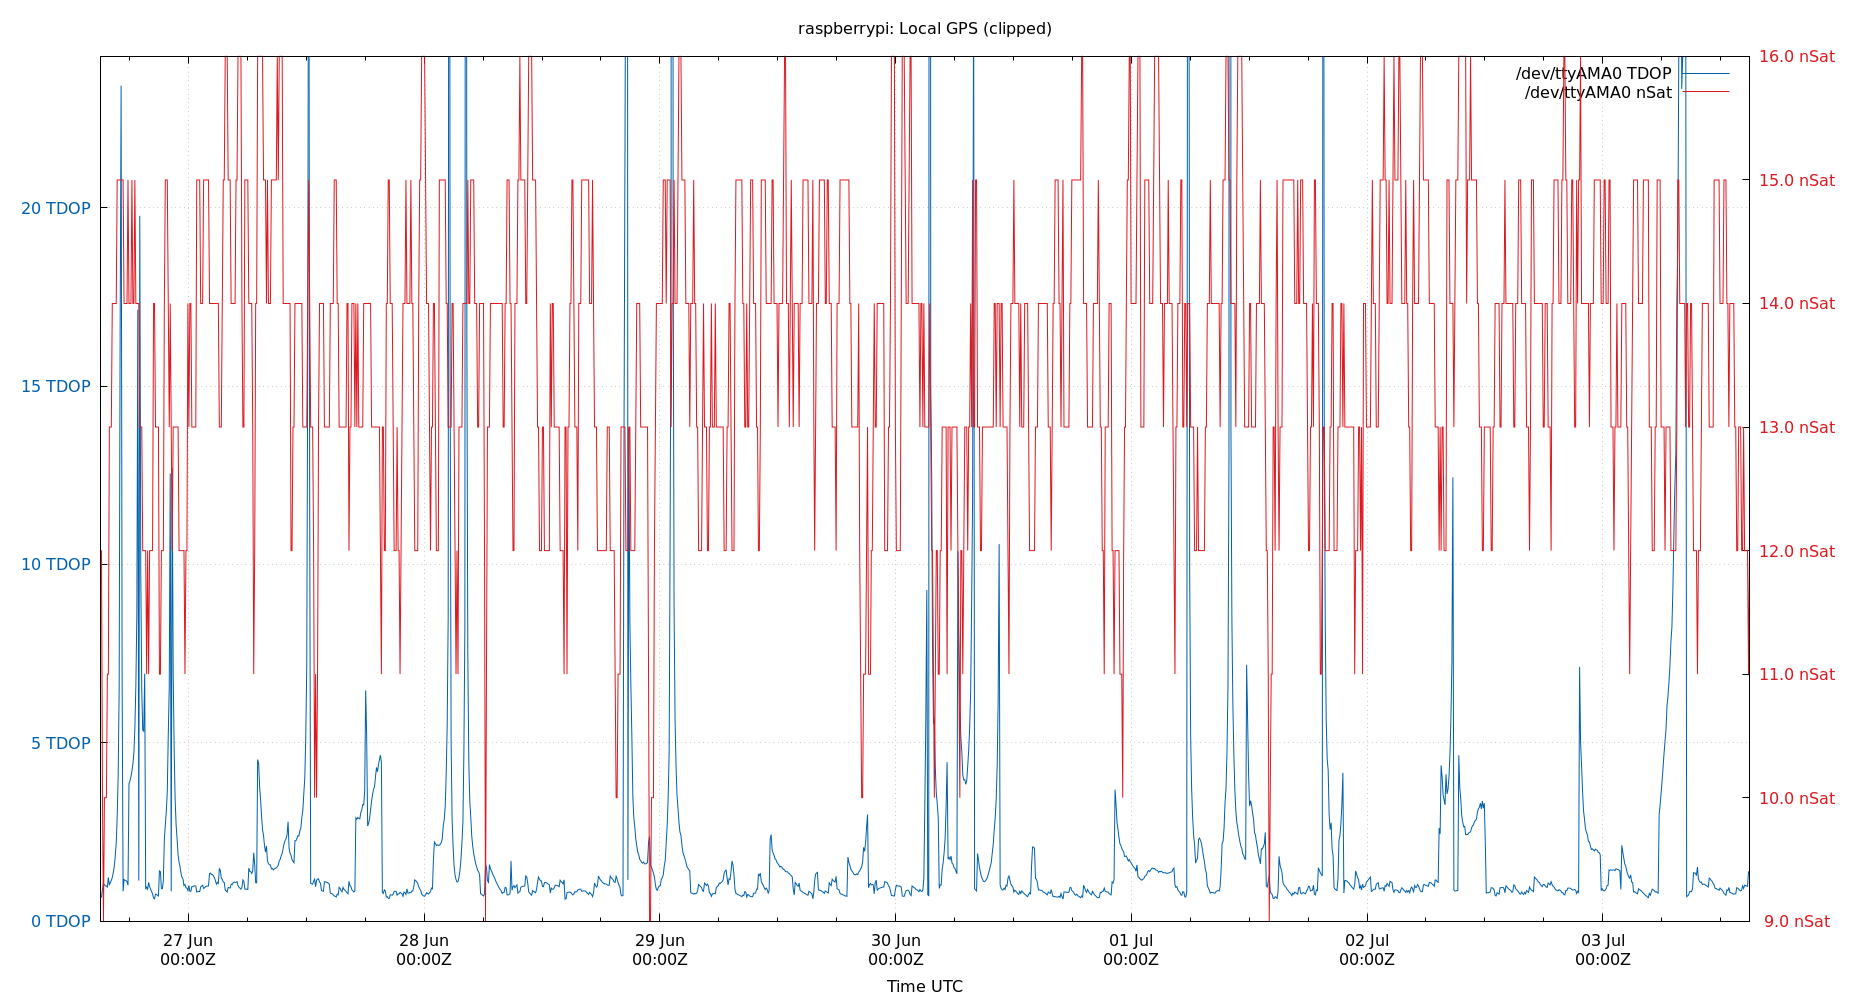 raspberrypi: Local GPS (clipped)
/dev/ttyAMA0 TDOP
/dev/ttyAMA0 nSat
20 TDOP
15 TDOP
10 TDOP
5 TDOP
0 TDOP
16.0 nSat
15.0 nSat
14.0 nSat
13.0 nSat
12.0 nSat
11.0 nSat
10.0 nSat
9.0 nSat
27 Jun 28 Jun 29 Jun 30 Jun 01 Jul 02 Jul 03 Jul
00:00Z 00:00Z 00:00Z 00:00Z 00:00Z 00:00Z 00:00Z
Time UTC